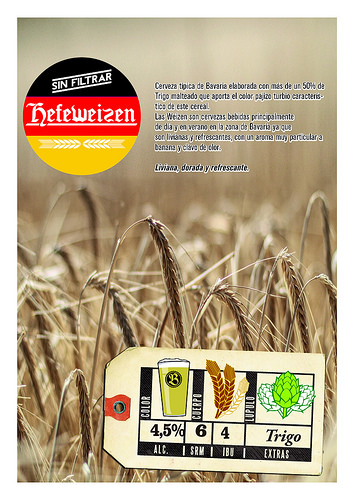 SIN FILTRAR
Hefeweizen
Cerveza típica de Bavaria elaborada con más de un 50% de
Trigo malteado que aporta el color pajizo turbio caracterís-
tico de este cereal.
Las Weizen son cervezas bebidas principalmente
de día y en verano en la zona de Bavaria ya que
son livianas y refrescantes, con un aroma muy particular a
banana y clavo de olor.
Liviana, dorada y refrescante.
COLOR
B
CUERPO
LUPULO
4,5% 6 4 Trigo
ALC. SRM IBU EXTRAS